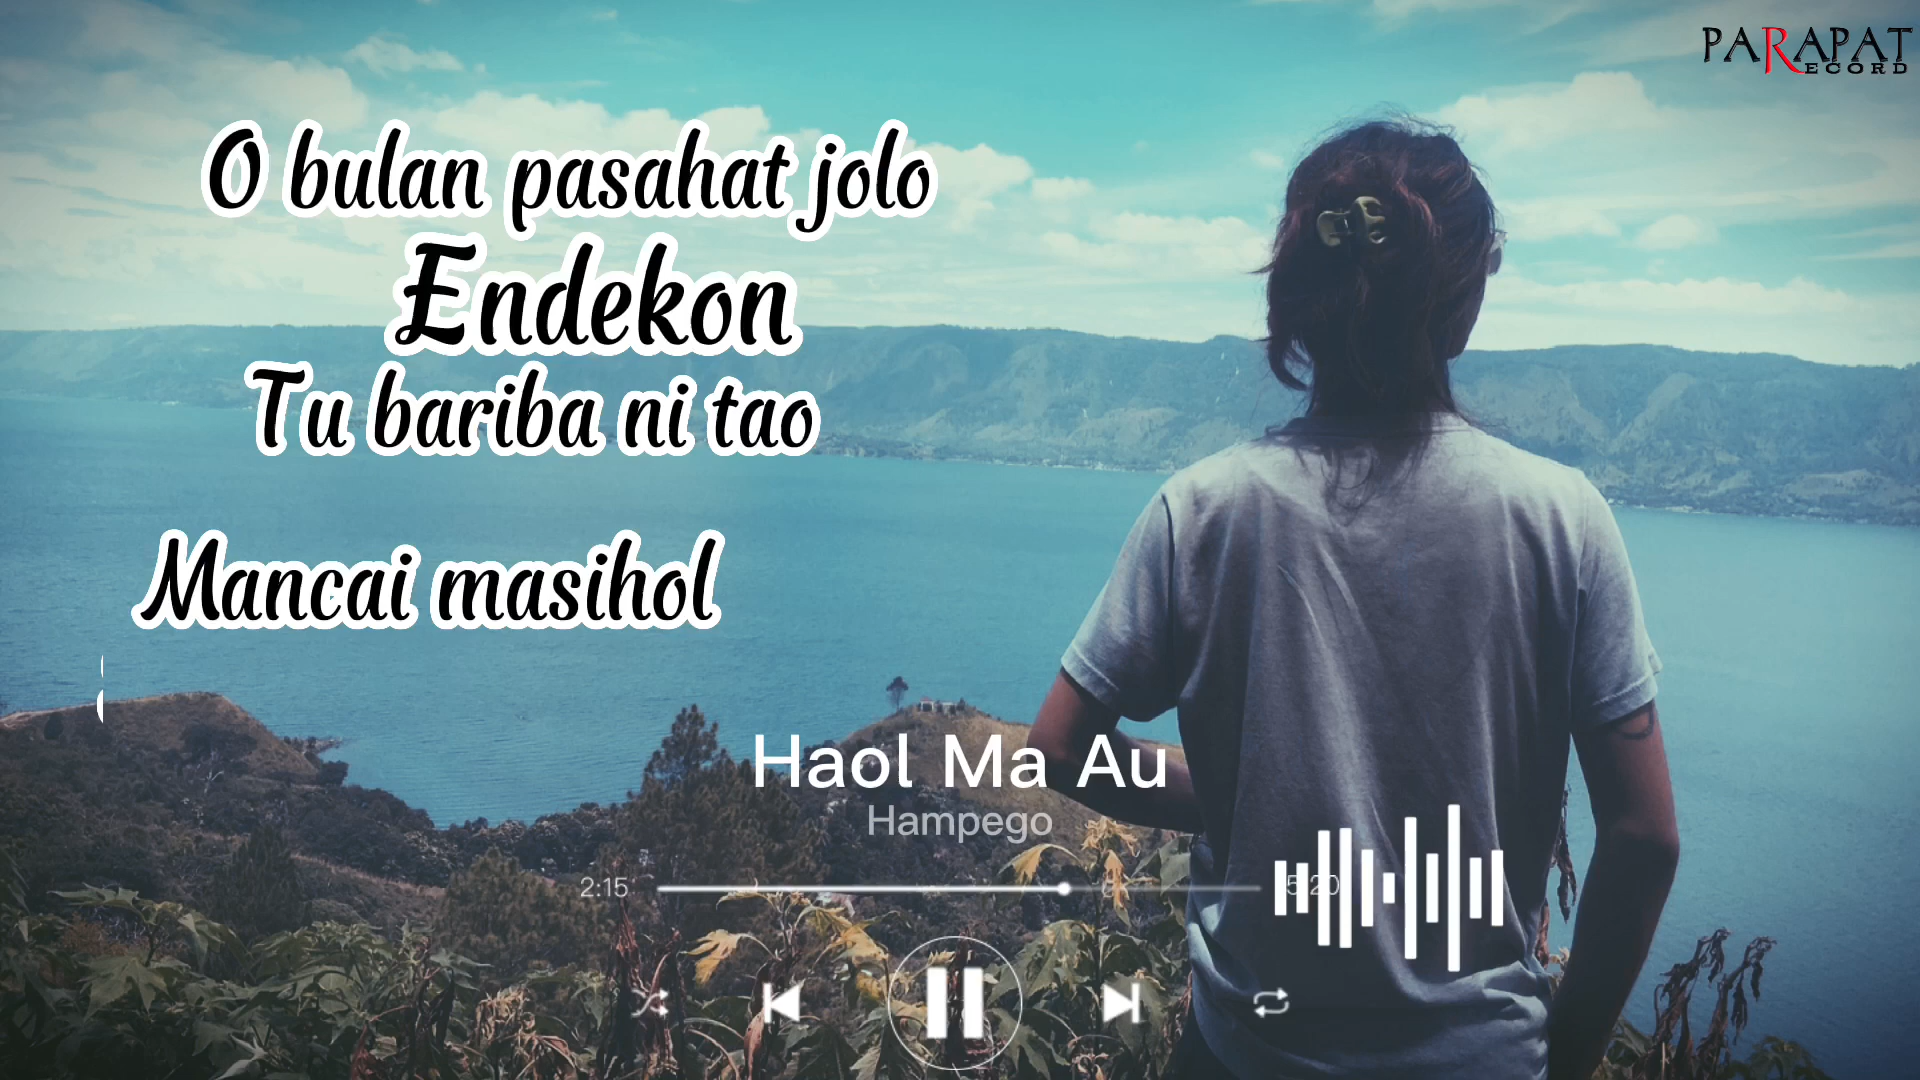 PARAPAT
RECORD
O bulan pasahat jolo
Endekon
Tu bariba ni tao
Mancai masihol
Haol Ma Au
Hampego
2:15
5:20